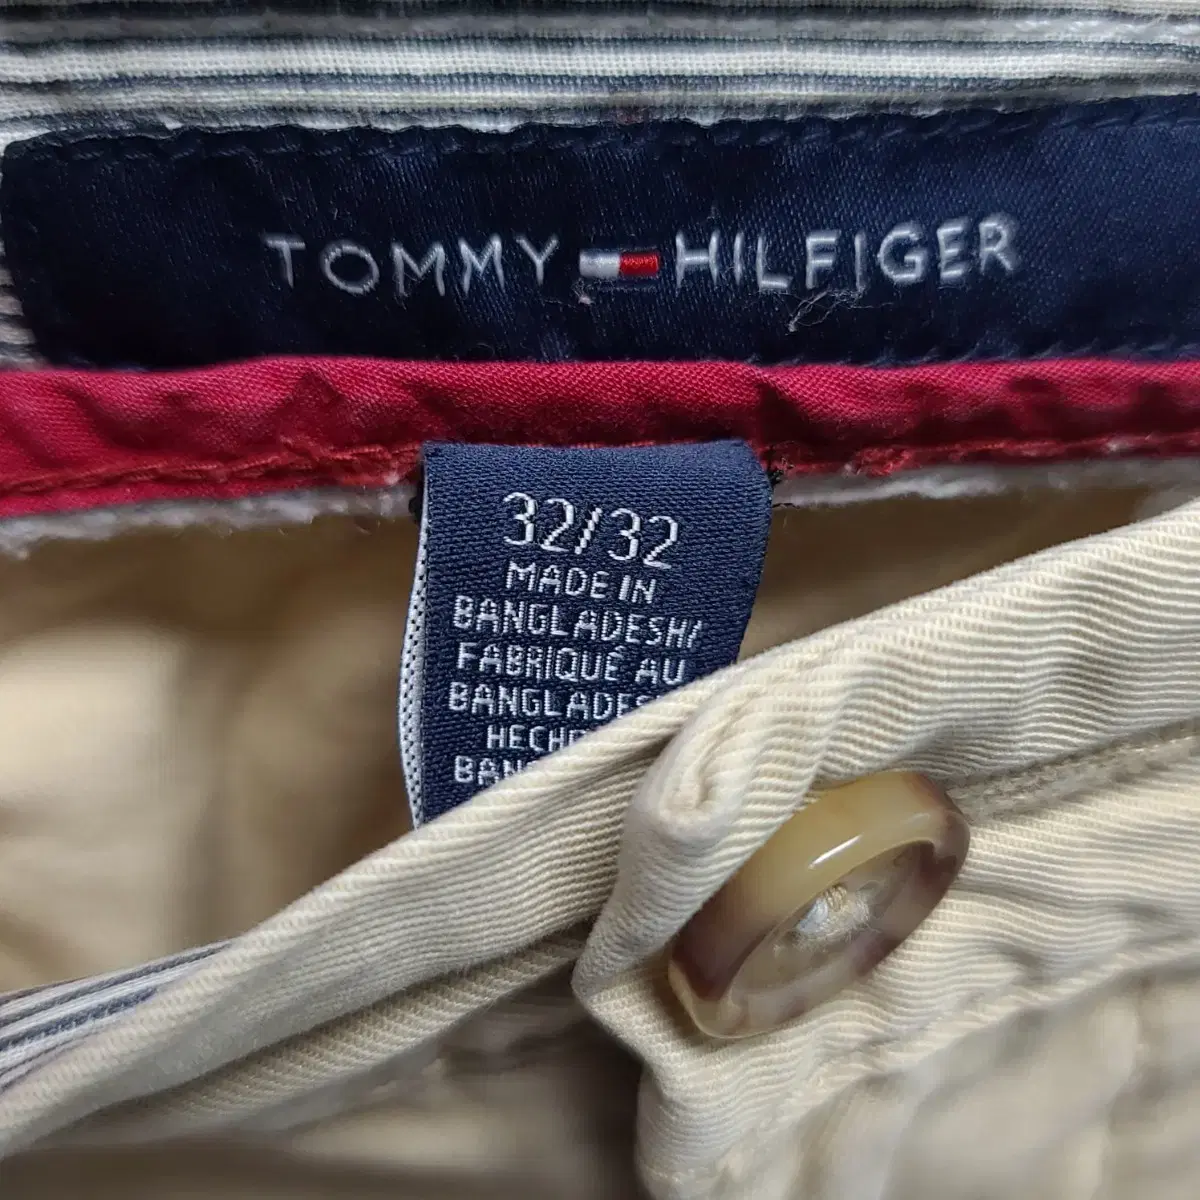 TOMMY HILFIGER
32/32
MADE IN
BANGLADESH/
FABRIQUÉ AU